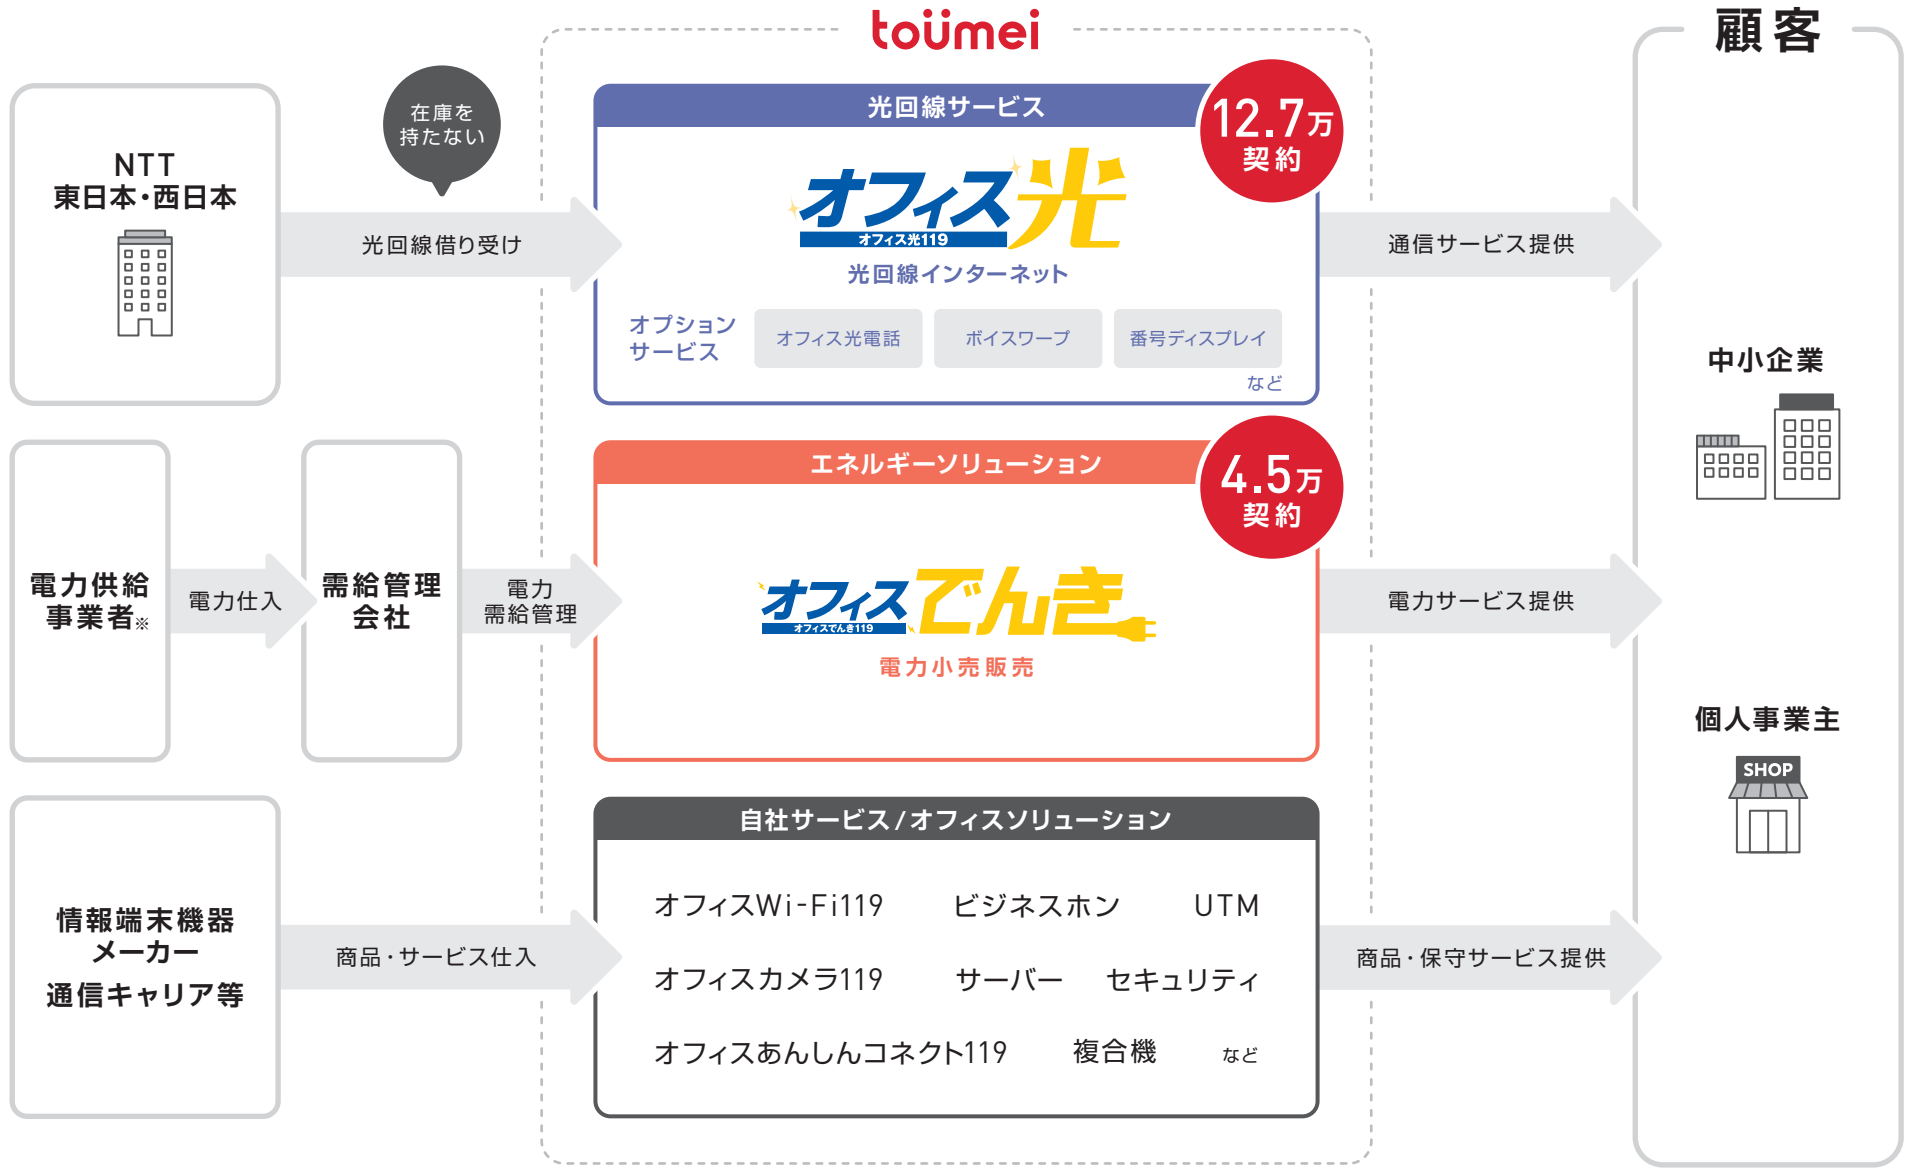 toümei
顧客
NTT
東日本・西日本
在庫を
持たない
光回線借り受け
光回線サービス
12.7万
契約
オフィス光
オフィス光119
光回線インターネット
オプション
サービス
オフィス光電話
ボイスワープ
番号ディスプレイ
など
通信サービス提供
電力供給
事業者※
電力仕入
需給管理
会社
電力
需給管理
エネルギーソリューション
4.5万
契約
オフィスでんき
オフィスでんき119
電力小売販売
電力サービス提供
情報端末機器
メーカー
通信キャリア等
商品・サービス仕入
自社サービス/オフィスソリューション
オフィスWi-Fi119 ビジネスホン UTM
オフィスカメラ119 サーバー セキュリティ
オフィスあんしんコネクト119 複合機 など
商品・保守サービス提供
中小企業
個人事業主
SHOP